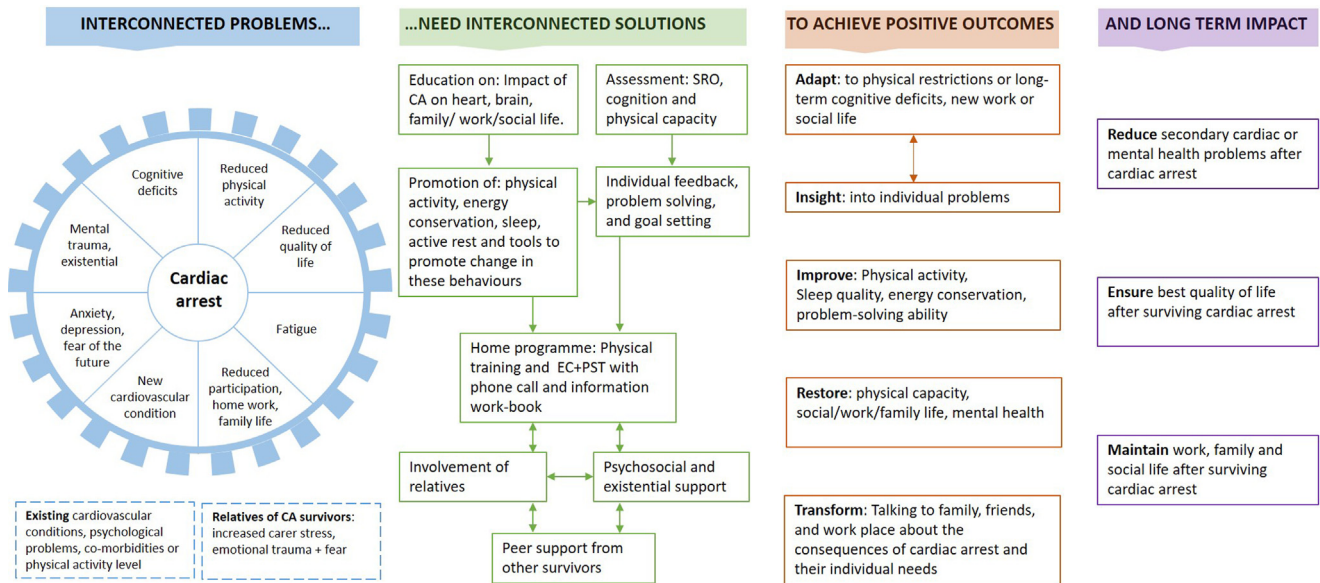 INTERCONNECTED PROBLEMS...
Cognitive
deficits
Reduced
physical
activity
Mental
trauma,
existential
Reduced
quality of
life
Cardiac
arrest
Anxiety,
depression,
fear of the
future
Fatigue
New
cardiovascular
condition
Reduced
participation,
home work,
family life
Existing cardiovascular
conditions, psychological
problems, co-morbidities or
physical activity level
Relatives of CA survivors:
increased carer stress,
emotional trauma + fear
...NEED INTERCONNECTED SOLUTIONS
Education on: Impact of
CA on heart, brain,
family/ work/social life.
Assessment: SRO,
cognition and
physical capacity
Promotion of: physical
activity, energy
conservation, sleep,
active rest and tools to
promote change in
these behaviours
Individual feedback,
problem solving,
and goal setting
Home programme: Physical
training and EC+PST with
phone call and information
work-book
Involvement of
relatives
Psychosocial and
existential support
Peer support from
other survivors
TO ACHIEVE POSITIVE OUTCOMES
Adapt: to physical restrictions or long-
term cognitive deficits, new work or
social life
Insight: into individual problems
Improve: Physical activity,
Sleep quality, energy conservation,
problem-solving ability
Restore: physical capacity,
social/work/family life, mental health
Transform: Talking to family, friends,
and work place about the
consequences of cardiac arrest and
their individual needs
AND LONG TERM IMPACT
Reduce secondary cardiac or
mental health problems after
cardiac arrest
Ensure best quality of life
after surviving cardiac arrest
Maintain work, family and
social life after surviving
cardiac arrest